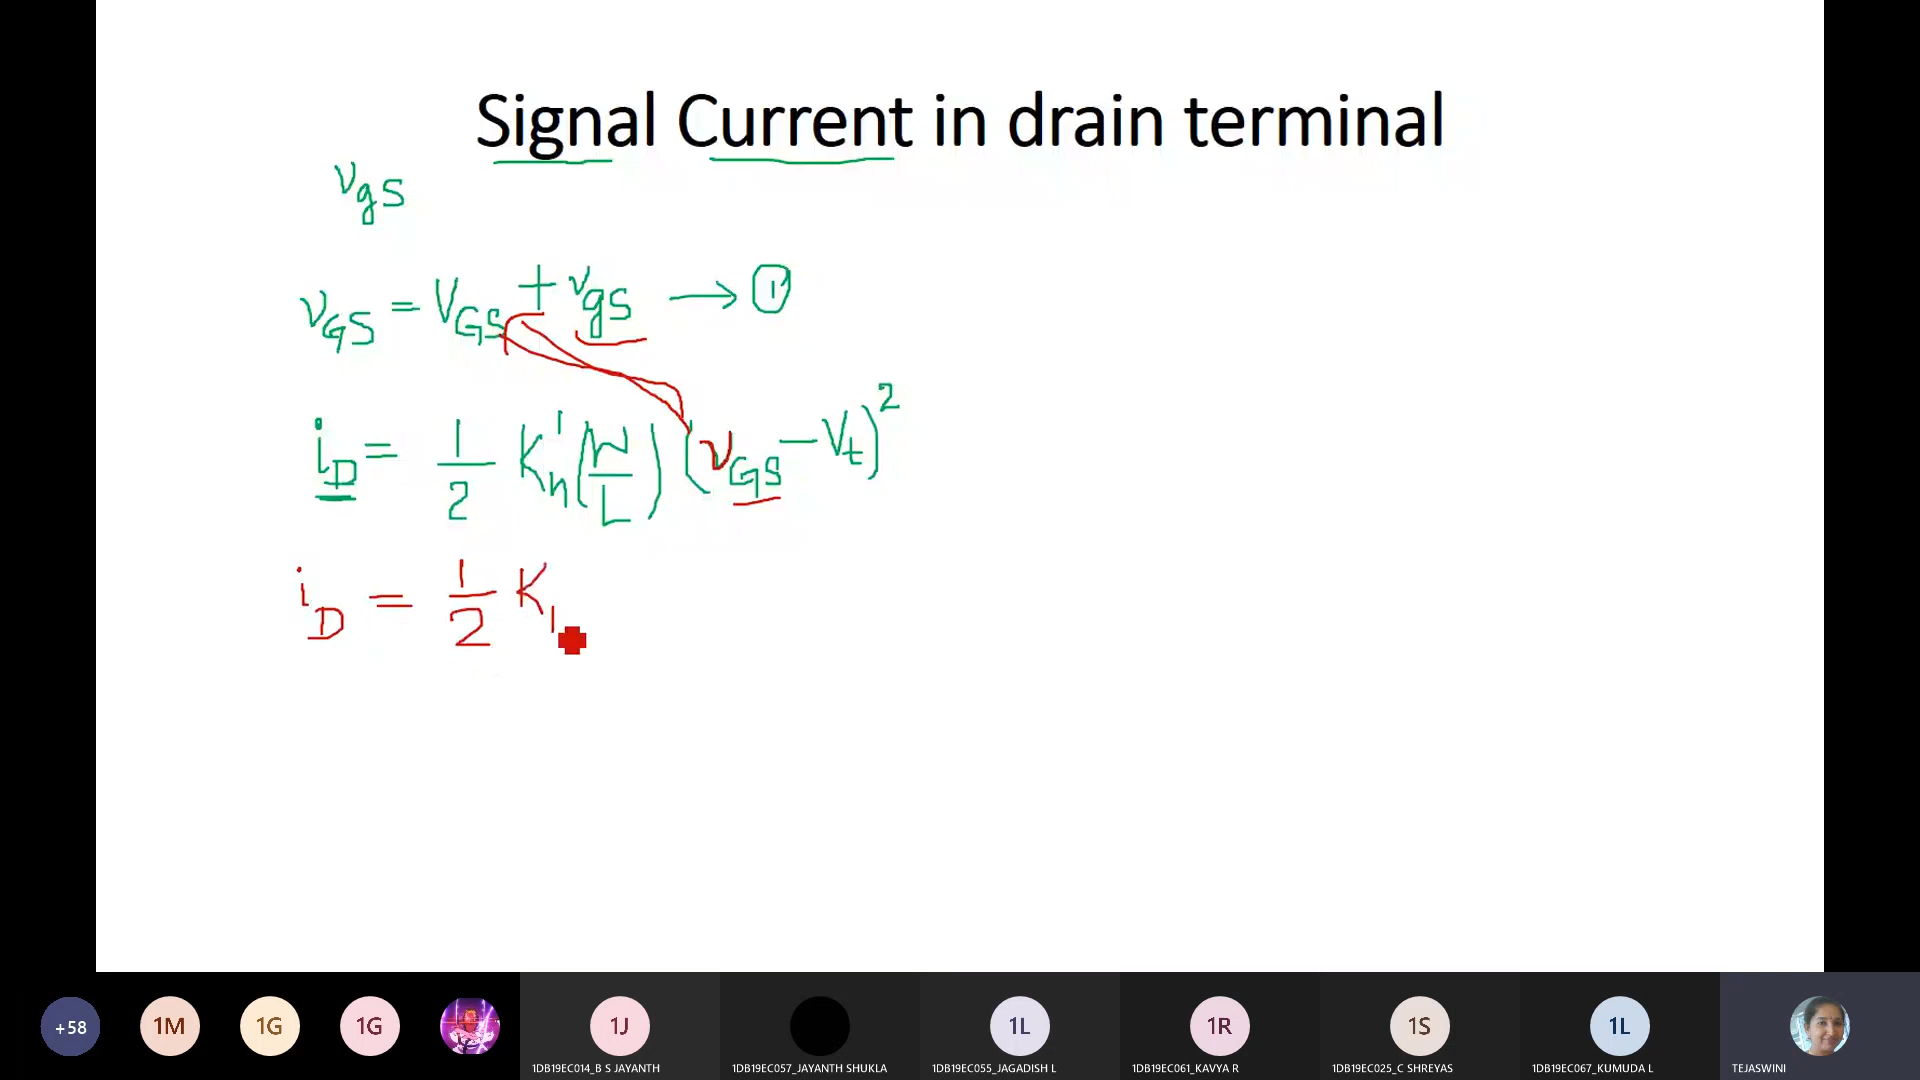 Signal Current in drain terminal
vgs
vGS = VGS + vgs → ①
iD = 1/2 K'n (W/L) (vGS - Vt)²
iD = 1/2 K
+58
1M
1G
1G
1J
1L
1R
1S
1L
1DB19EC014_B S JAYANTH
1DB19EC057_JAYANTH SHUKLA
1DB19EC055_JAGADISH L
1DB19EC061_KAVYA R
1DB19EC025_C SHREYAS
1DB19EC067_KUMUDA L
TEJASWINI